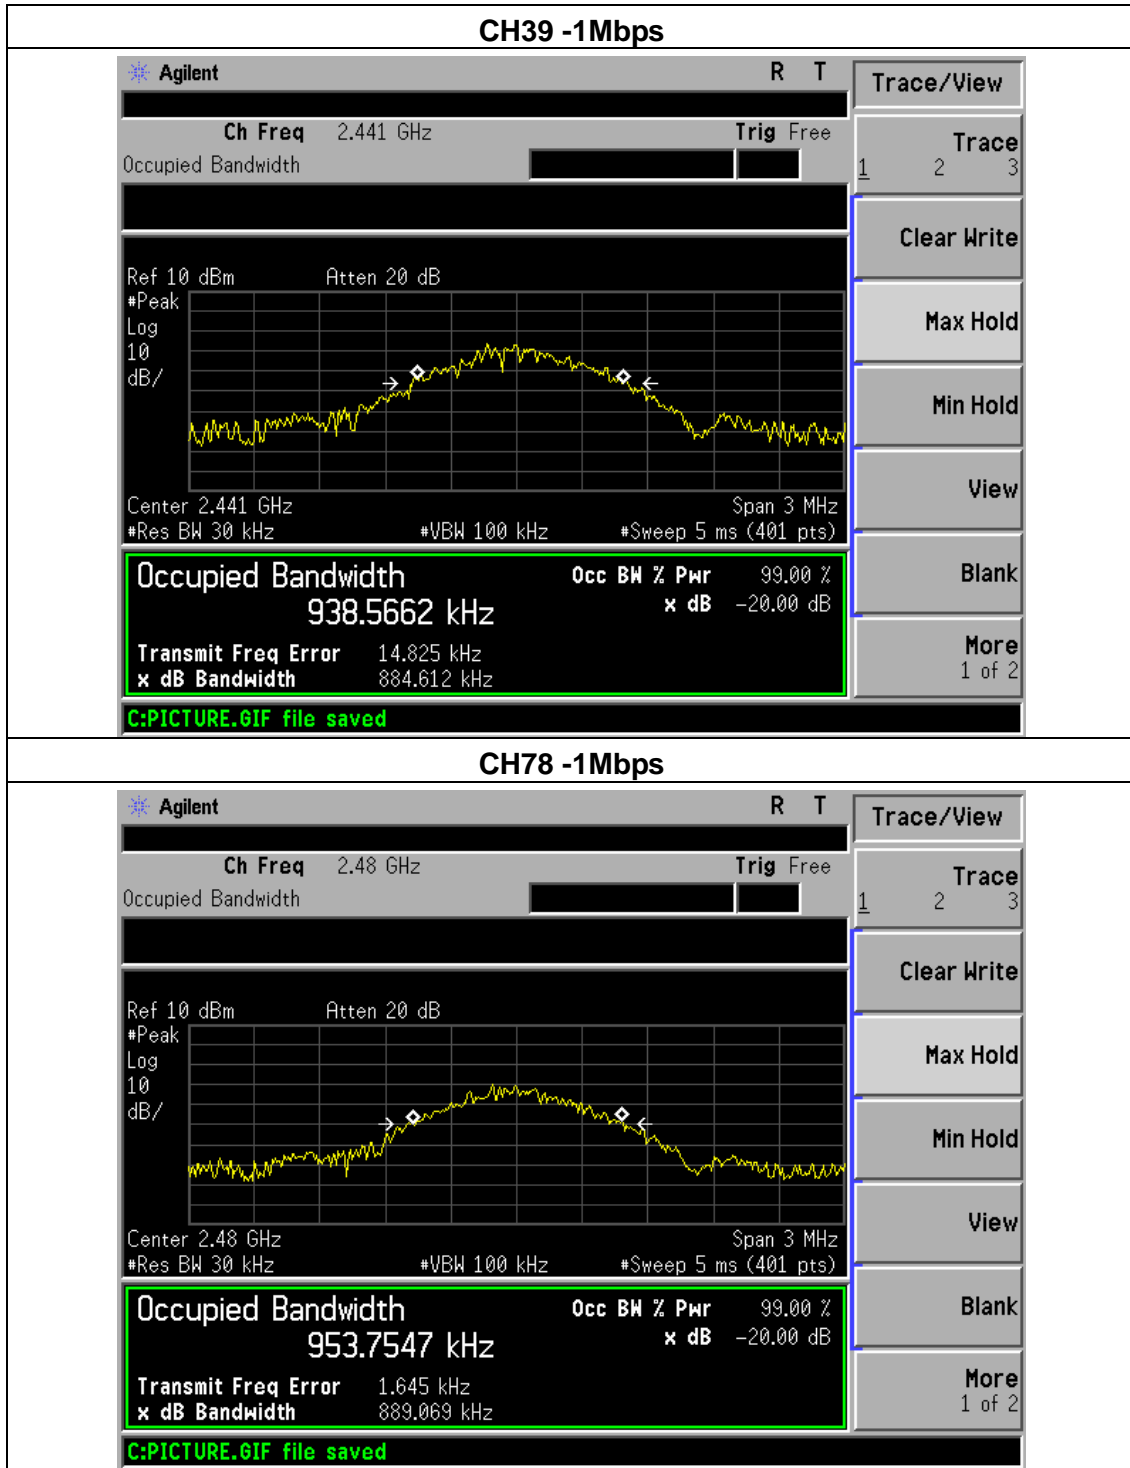 CH39 -1Mbps
Agilent R T
Trace/View
Ch Freq 2.441 GHz Trig Free
Occupied Bandwidth
Trace
1 2 3
Clear Write
Ref 10 dBm Atten 20 dB
#Peak
Log
10
dB/
Max Hold
Min Hold
View
Center 2.441 GHz Span 3 MHz
#Res BW 30 kHz #VBW 100 kHz #Sweep 5 ms (401 pts)
Occupied Bandwidth Occ BW % Pwr 99.00 %
938.5662 kHz x dB -20.00 dB
Blank
Transmit Freq Error 14.825 kHz
x dB Bandwidth 884.612 kHz
More
1 of 2
C:PICTURE.GIF file saved
CH78 -1Mbps
Agilent R T
Trace/View
Ch Freq 2.48 GHz Trig Free
Occupied Bandwidth
Trace
1 2 3
Clear Write
Ref 10 dBm Atten 20 dB
#Peak
Log
10
dB/
Max Hold
Min Hold
View
Center 2.48 GHz Span 3 MHz
#Res BW 30 kHz #VBW 100 kHz #Sweep 5 ms (401 pts)
Occupied Bandwidth Occ BW % Pwr 99.00 %
953.7547 kHz x dB -20.00 dB
Blank
Transmit Freq Error 1.645 kHz
x dB Bandwidth 889.069 kHz
More
1 of 2
C:PICTURE.GIF file saved